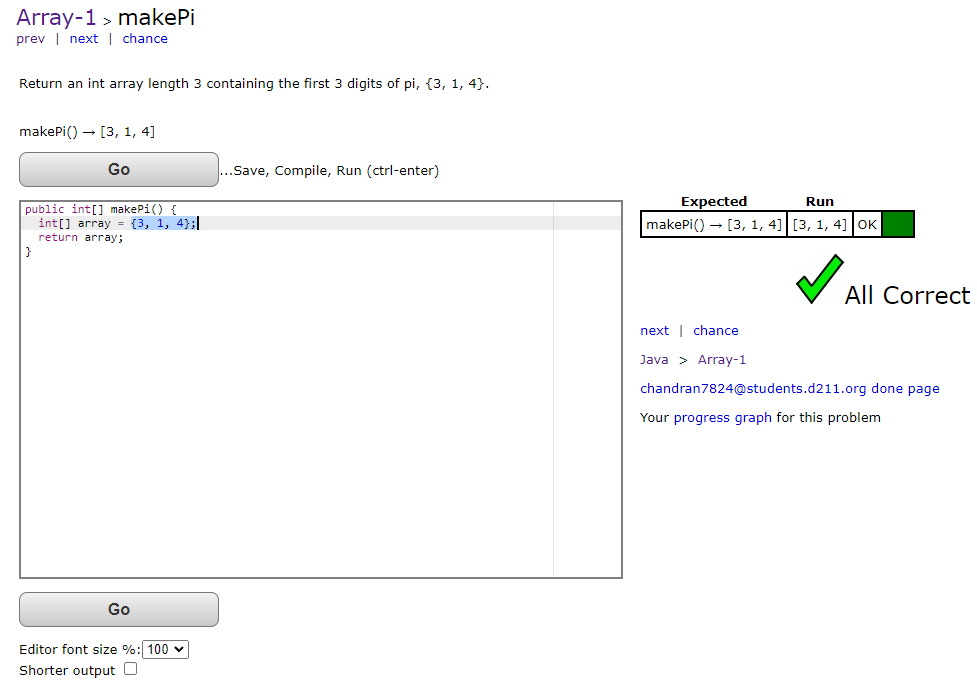 Array-1 > makePi
prev | next | chance
Return an int array length 3 containing the first 3 digits of pi, {3, 1, 4}.
makePi() → [3, 1, 4]
Go
...Save, Compile, Run (ctrl-enter)
public int[] makePi() {
  int[] array = {3, 1, 4};
  return array;
}
Expected Run
makePi() → [3, 1, 4] [3, 1, 4] OK
All Correct
next | chance
Java > Array-1
chandran7824@students.d211.org done page
Your progress graph for this problem
Go
Editor font size %: 100
Shorter output